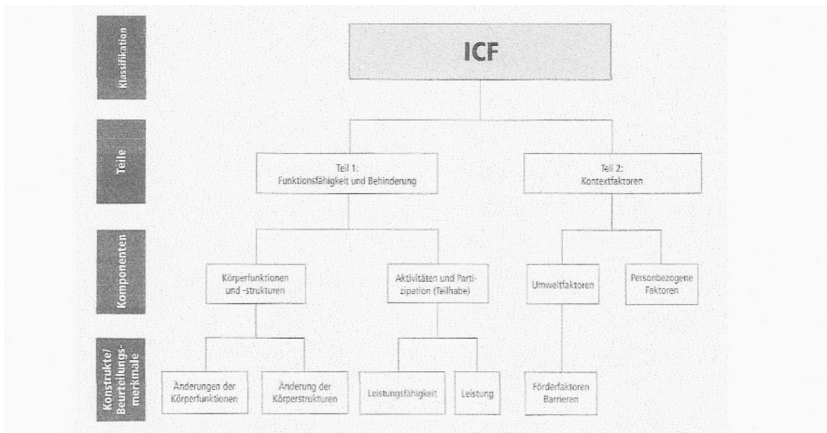 Klassifikation
ICF
Teile
Teil 1:
Funktionsfähigkeit und Behinderung
Teil 2:
Kontextfaktoren
Komponenten
Körperfunktionen
und -strukturen
Aktivitäten und Parti-
zipation (Teilhabe)
Umweltfaktoren
Personbezogene
Faktoren
Konstrukte/
Beurteilungs-
merkmale
Änderungen der
Körperfunktionen
Änderung der
Körperstrukturen
Leistungsfähigkeit
Leistung
Förderfaktoren
Barrieren